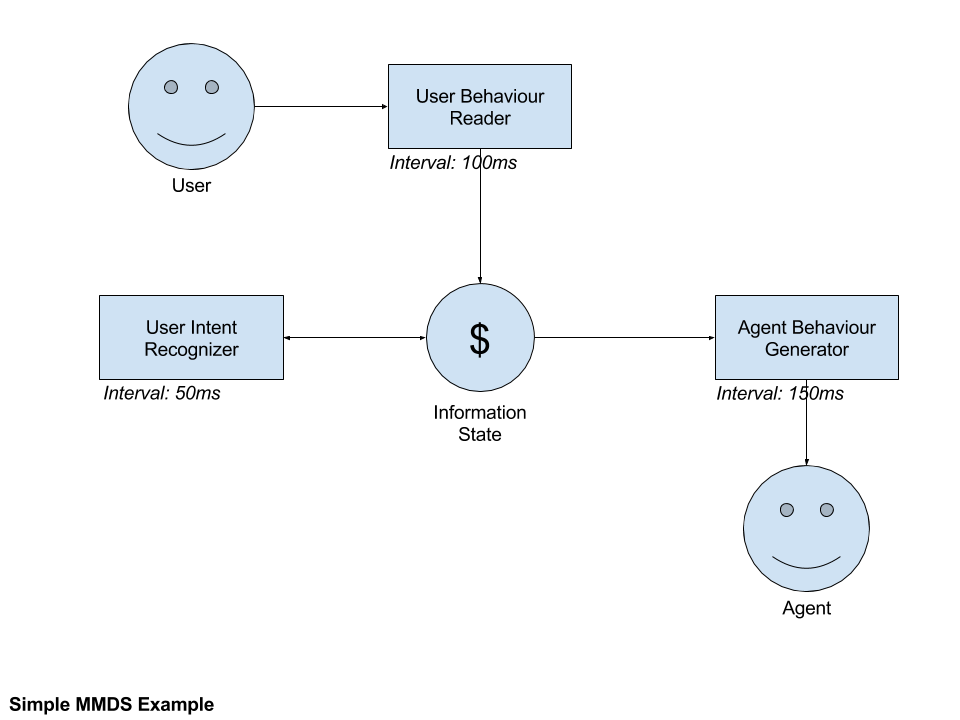 User Behaviour
Reader
Interval: 100ms
User
User Intent
Recognizer
Interval: 50ms
$
Information
State
Agent Behaviour
Generator
Interval: 150ms
Agent
Simple MMDS Example